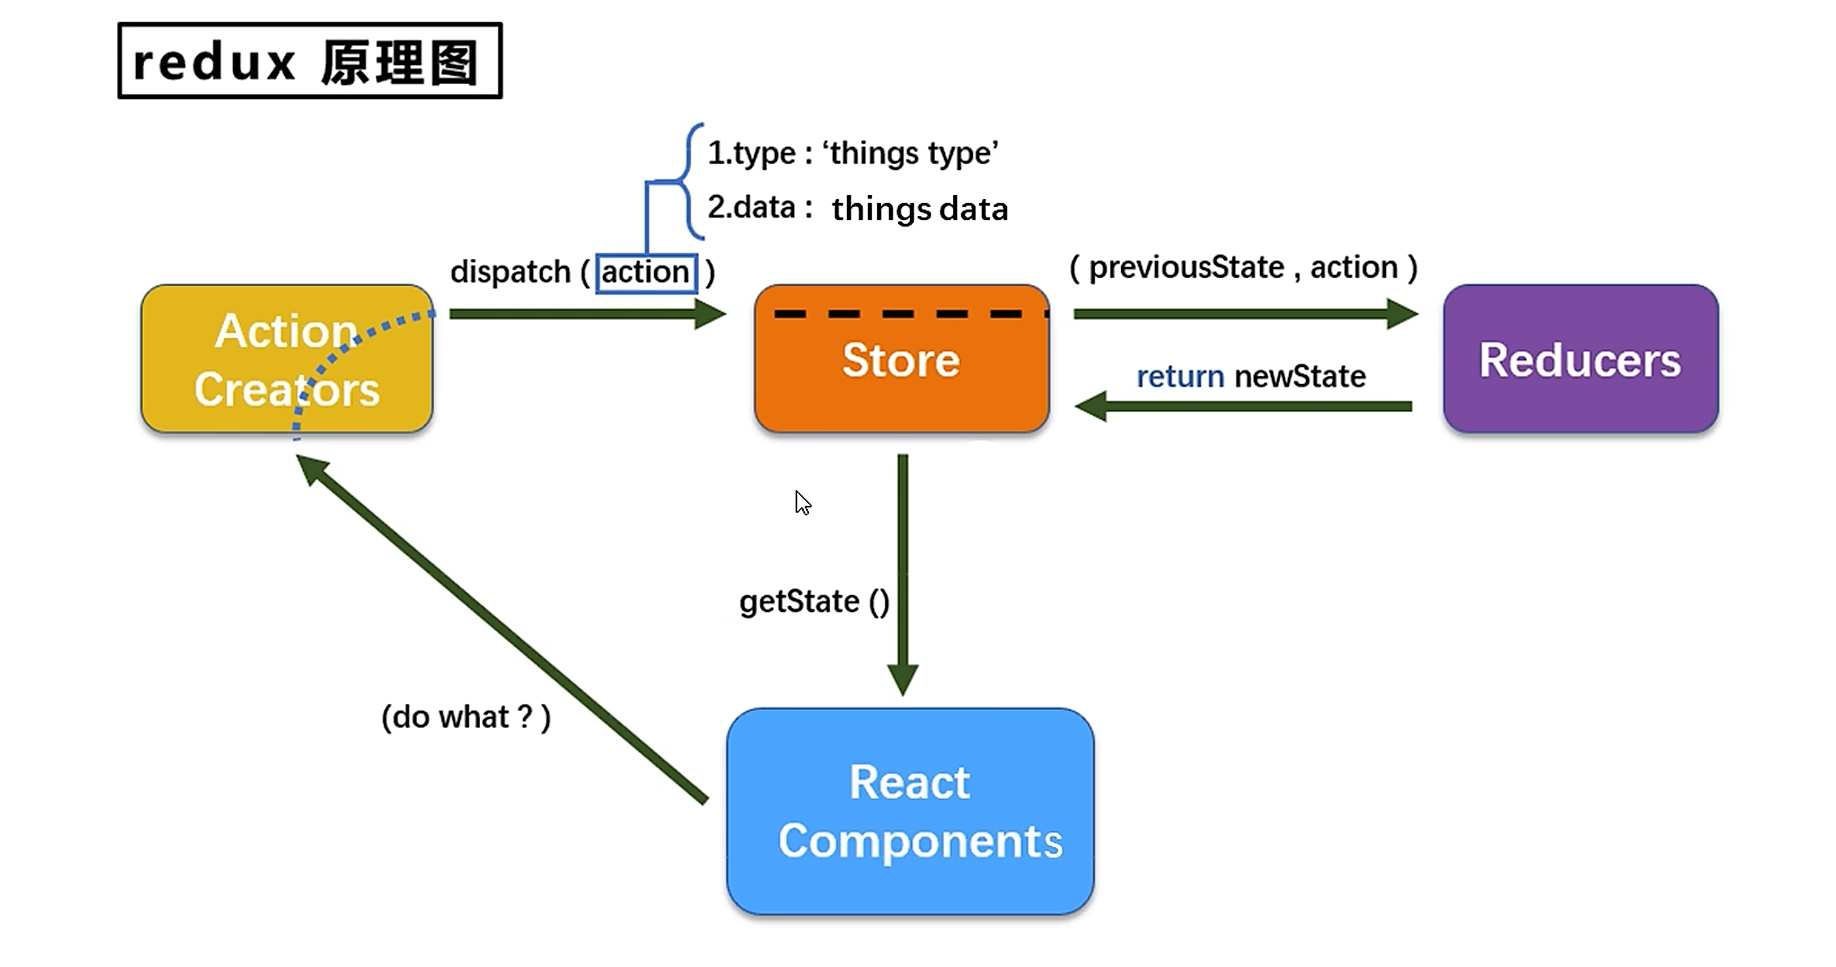 redux 原理图
1.type : ‘things type’
2.data : things data
dispatch ( action )
( previousState , action )
Action
Creators
Store
return newState
Reducers
getState ()
(do what ? )
React
Components